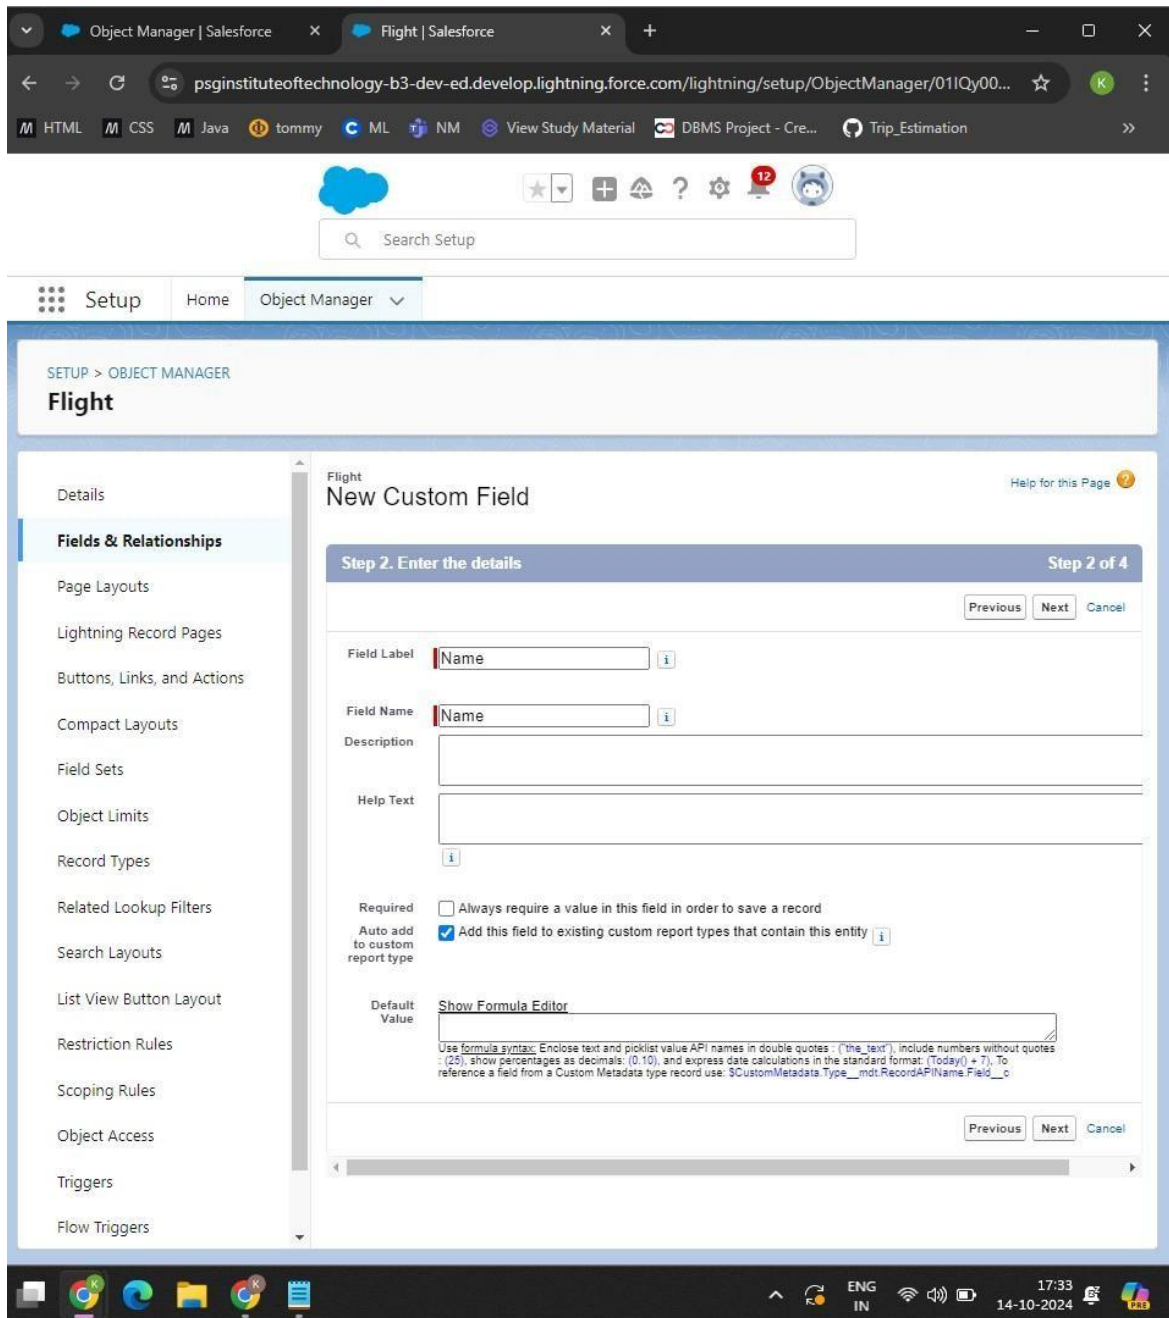 Object Manager | Salesforce
Flight | Salesforce
psginstituteoftechnology-b3-dev-ed.develop.lightning.force.com/lightning/setup/ObjectManager/01IQy00...
K
HTML CSS Java tommy ML NM View Study Material DBMS Project - Cre... Trip_Estimation
12
Search Setup
Setup Home Object Manager
SETUP > OBJECT MANAGER
Flight
Details
Fields & Relationships
Page Layouts
Lightning Record Pages
Buttons, Links, and Actions
Compact Layouts
Field Sets
Object Limits
Record Types
Related Lookup Filters
Search Layouts
List View Button Layout
Restriction Rules
Scoping Rules
Object Access
Triggers
Flow Triggers
Flight
New Custom Field
Help for this Page
Step 2. Enter the details Step 2 of 4
Previous Next Cancel
Field Label Name
Field Name Name
Description
Help Text
Required Always require a value in this field in order to save a record
Auto add to custom report type Add this field to existing custom report types that contain this entity
Default Value Show Formula Editor
Use formula syntax: Enclose text and picklist value API names in double quotes : ("the_text"), include numbers without quotes
: (25), show percentages as decimals: (0.10), and express date calculations in the standard format: (Today() + 7), To
reference a field from a Custom Metadata type record use: $CustomMetadata.Type__mdt.RecordAPIName.Field__c
Previous Next Cancel
ENG
IN
17:33
14-10-2024
PRE